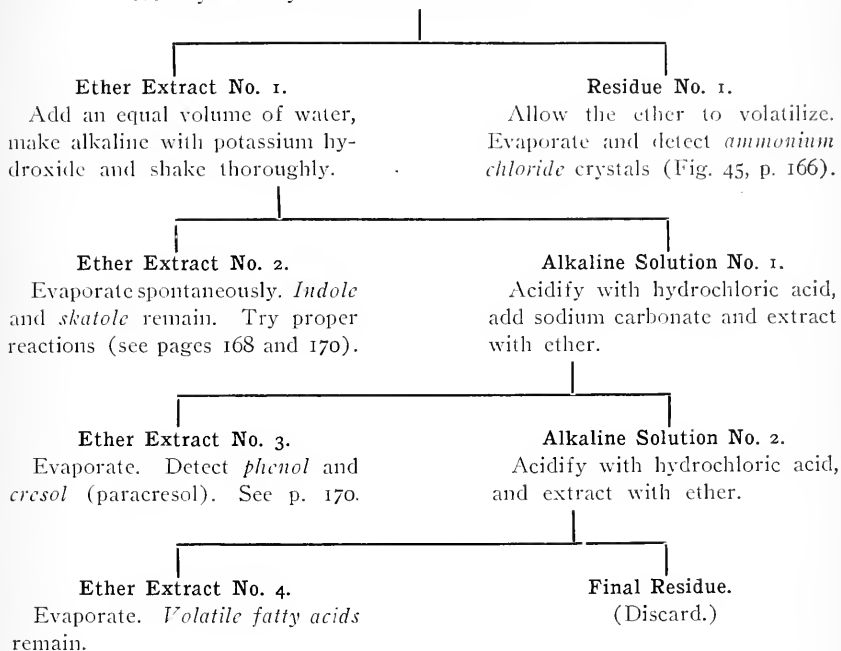 Ether Extract No. 1.
Add an equal volume of water,
make alkaline with potassium hy-
droxide and shake thoroughly.
Residue No. 1.
Allow the ether to volatilize.
Evaporate and detect ammonium
chloride crystals (Fig. 45, p. 166).
Ether Extract No. 2.
Evaporate spontaneously. Indole
and skatole remain. Try proper
reactions (see pages 168 and 170).
Alkaline Solution No. 1.
Acidify with hydrochloric acid,
add sodium carbonate and extract
with ether.
Ether Extract No. 3.
Evaporate. Detect phenol and
cresol (paracresol). See p. 170.
Alkaline Solution No. 2.
Acidify with hydrochloric acid,
and extract with ether.
Ether Extract No. 4.
Evaporate. Volatile fatty acids
remain.
Final Residue.
(Discard.)